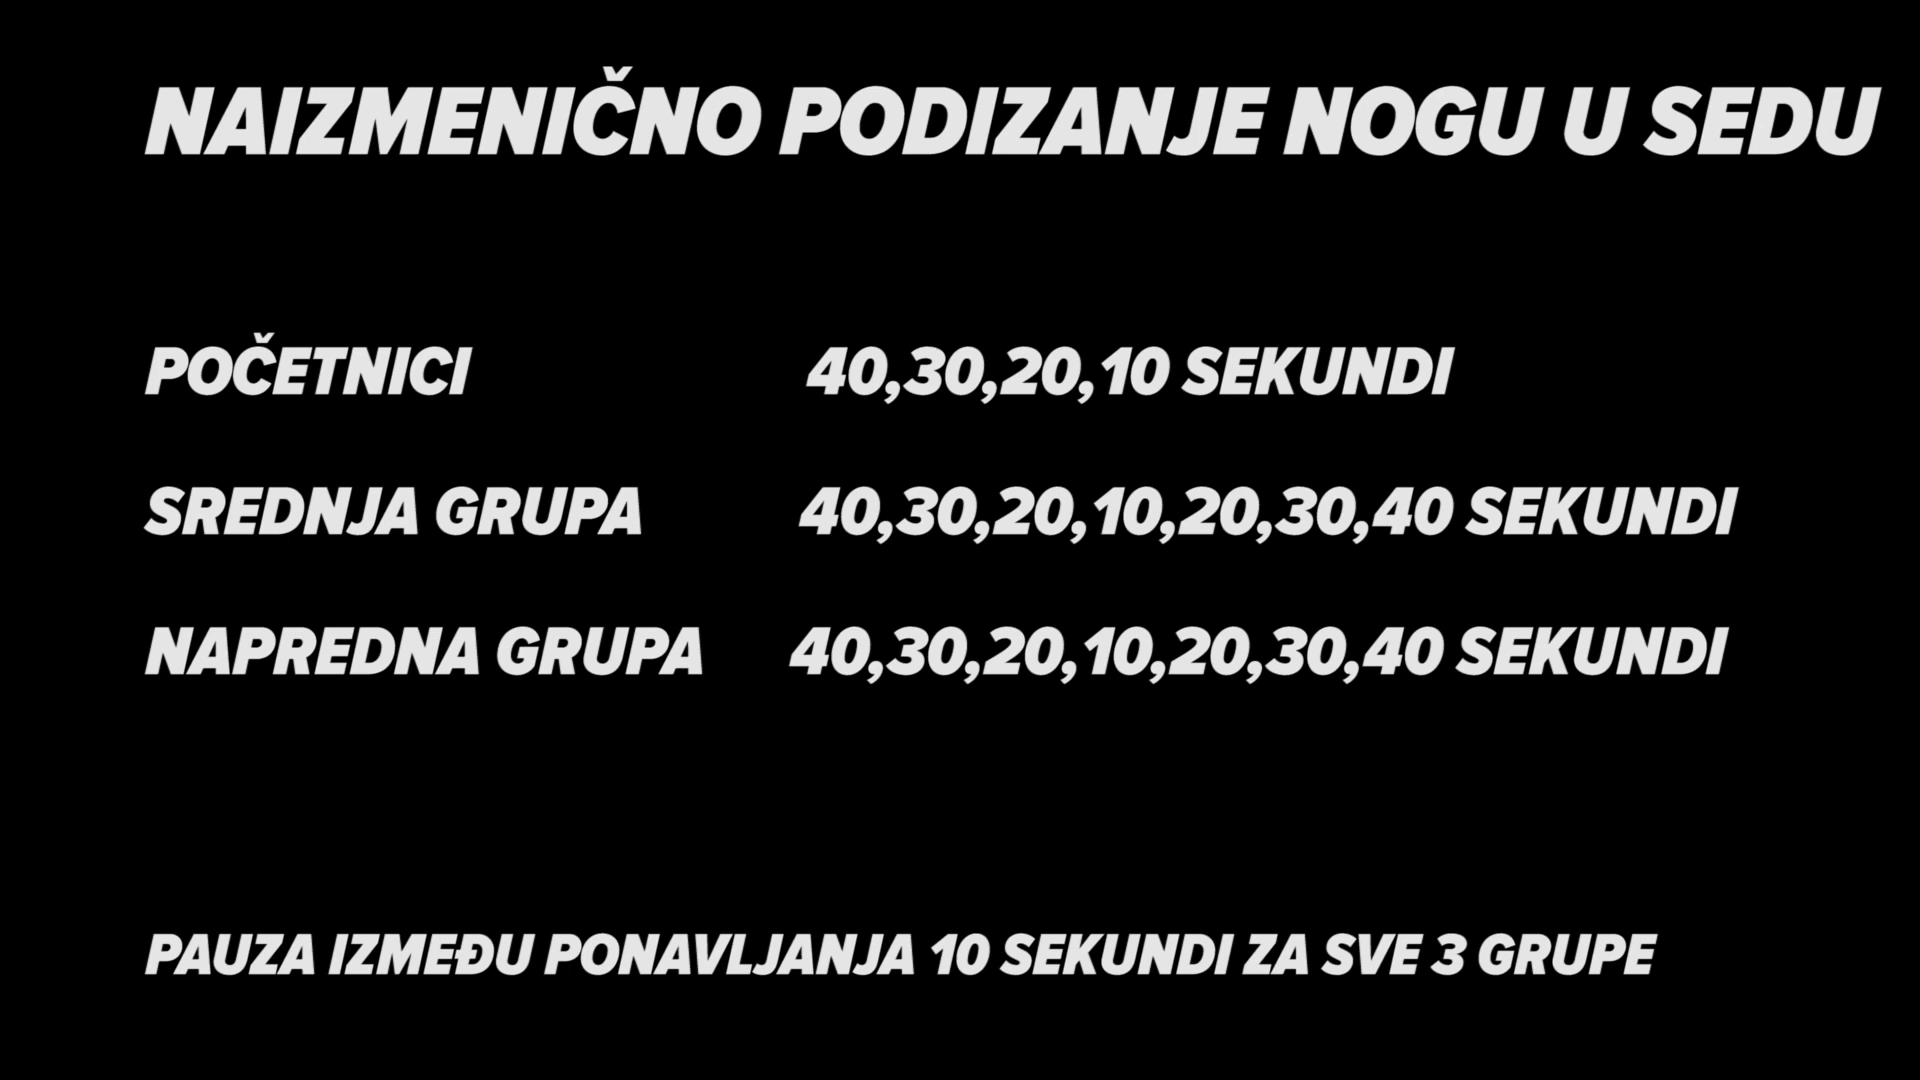 NAIZMENIČNO PODIZANJE NOGU U SEDU
POČETNICI 40,30,20,10 SEKUNDI
SREDNJA GRUPA 40,30,20,10,20,30,40 SEKUNDI
NAPREDNA GRUPA 40,30,20,10,20,30,40 SEKUNDI
PAUZA IZMEĐU PONAVLJANJA 10 SEKUNDI ZA SVE 3 GRUPE